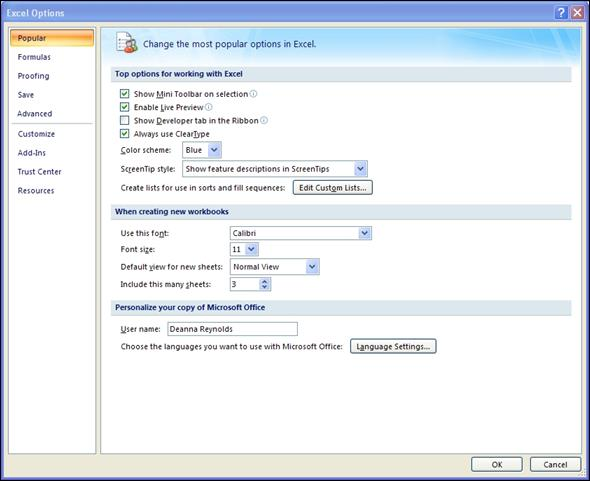 Excel Options
Popular
Formulas
Proofing
Save
Advanced
Customize
Add-Ins
Trust Center
Resources
Change the most popular options in Excel.
Top options for working with Excel
Show Mini Toolbar on selection
Enable Live Preview
Show Developer tab in the Ribbon
Always use ClearType
Color scheme: Blue
ScreenTip style: Show feature descriptions in ScreenTips
Create lists for use in sorts and fill sequences: Edit Custom Lists...
When creating new workbooks
Use this font: Calibri
Font size: 11
Default view for new sheets: Normal View
Include this many sheets: 3
Personalize your copy of Microsoft Office
User name: Deanna Reynolds
Choose the languages you want to use with Microsoft Office: Language Settings...
OK Cancel